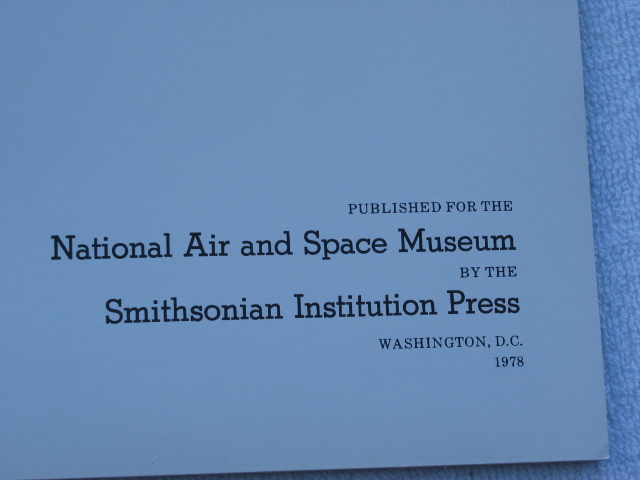 PUBLISHED FOR THE
National Air and Space Museum
BY THE
Smithsonian Institution Press
WASHINGTON, D.C.
1978